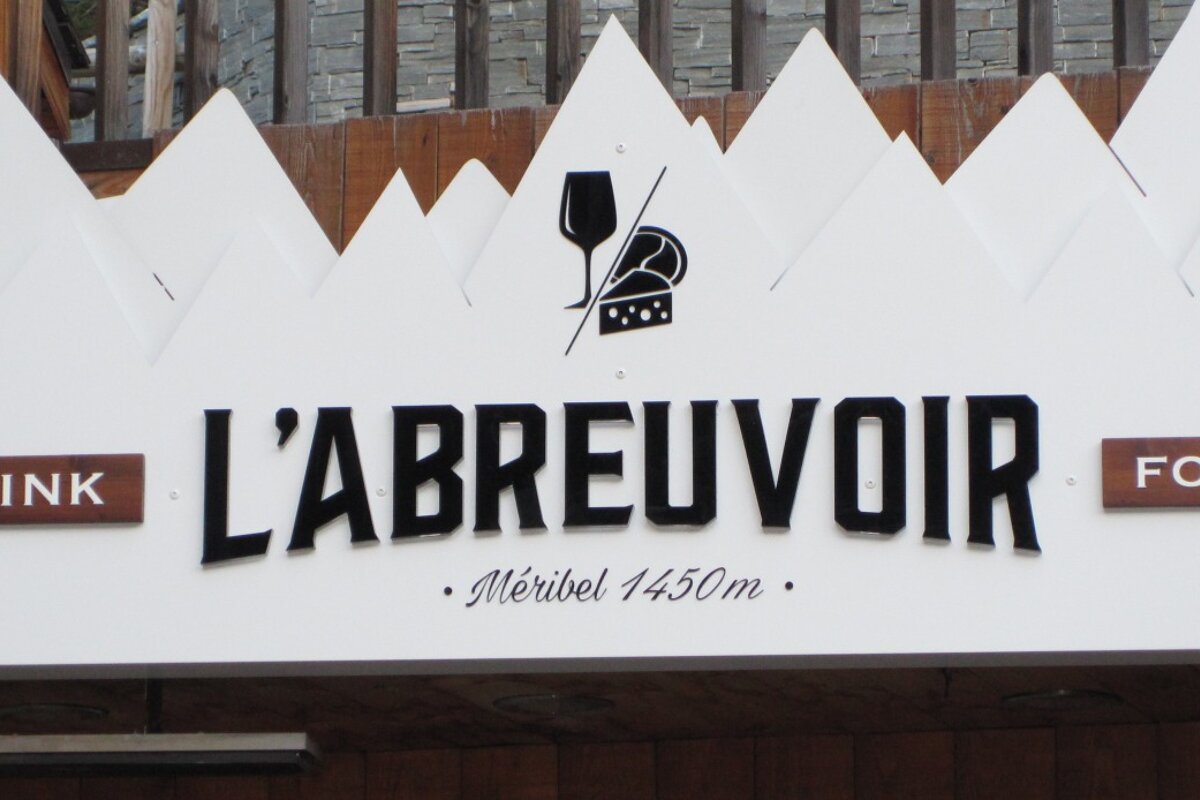 INK
L'ABREUVOIR
FO
• Méribel 1450m •